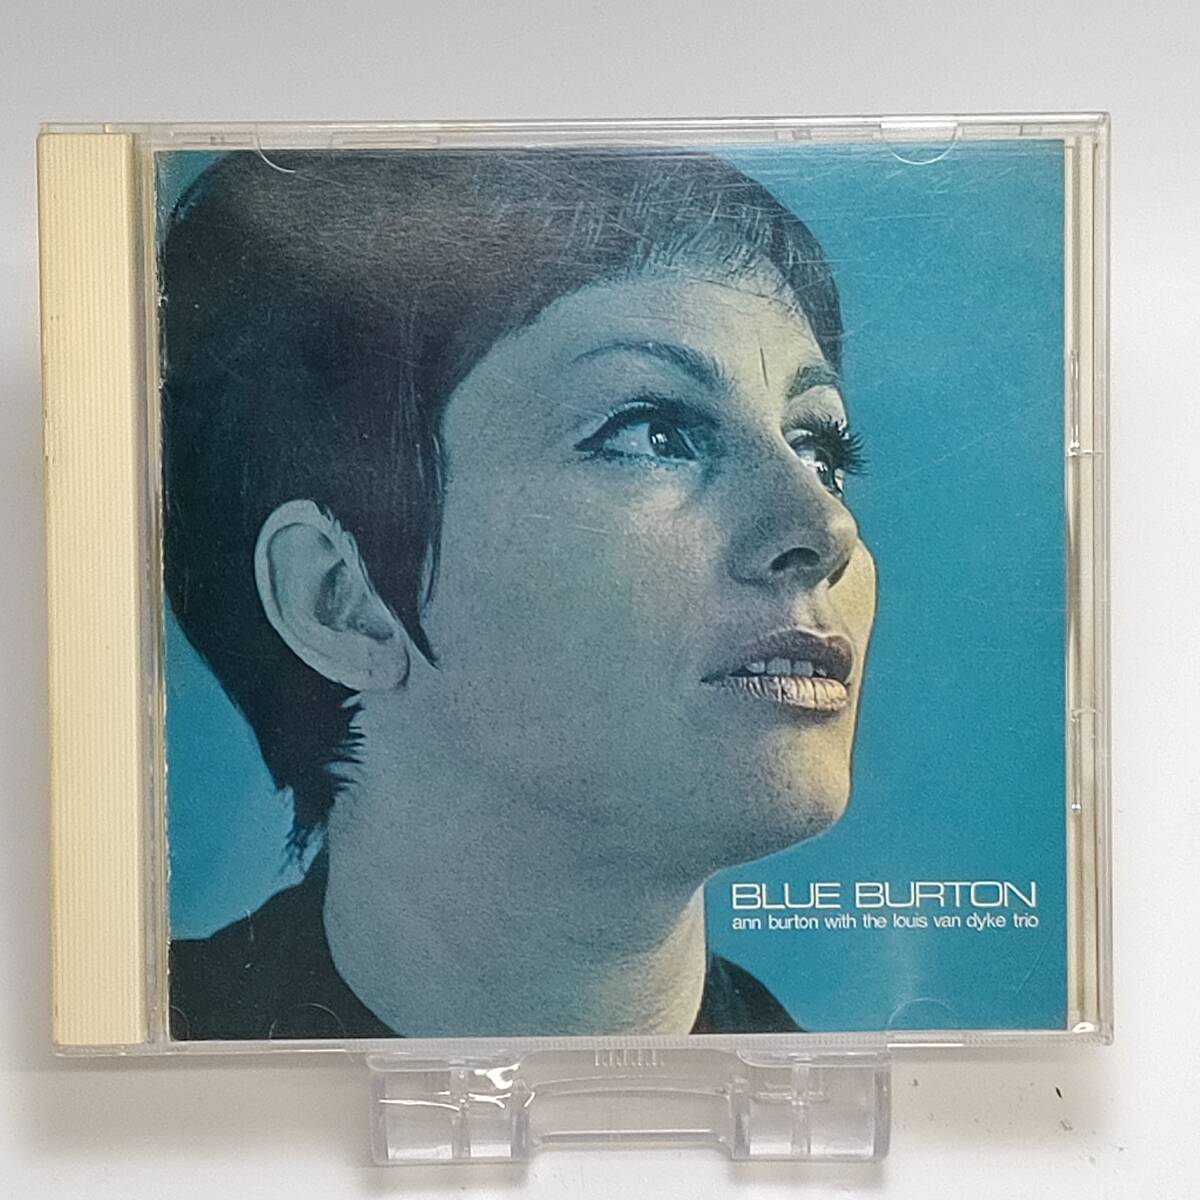 BLUE BURTON
ann burton with the louis van dyke trio